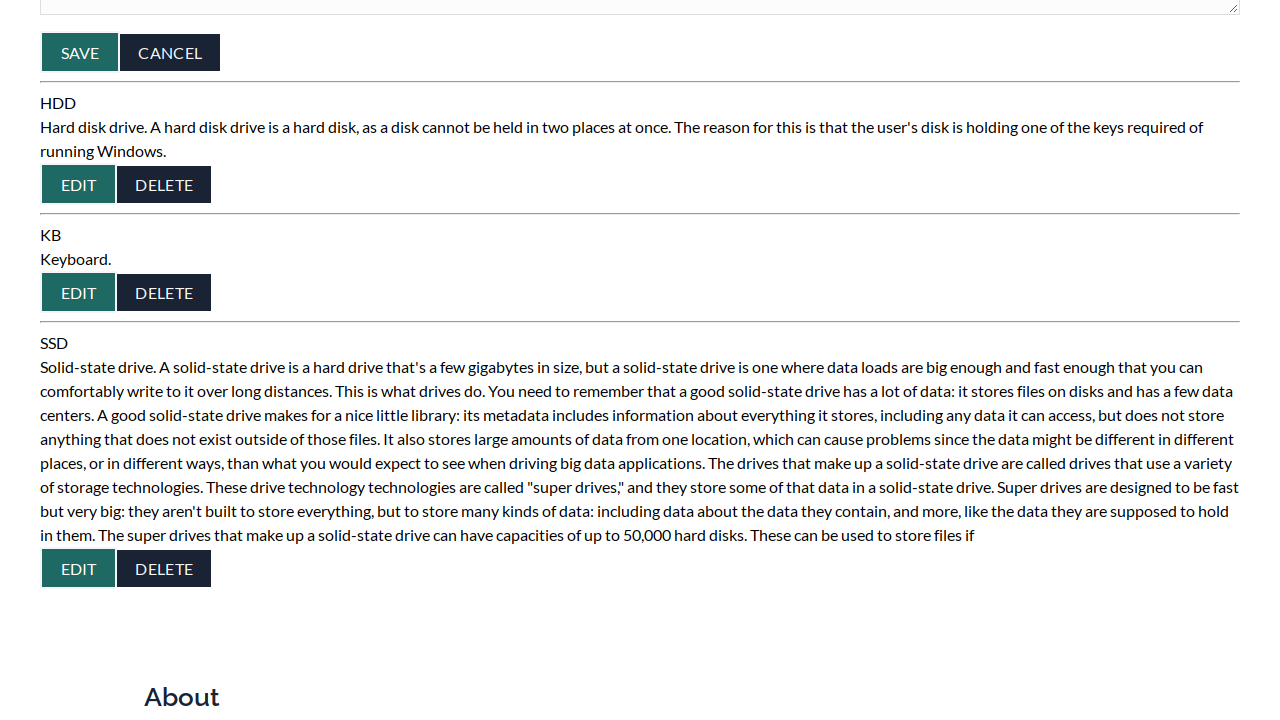 SAVE CANCEL
HDD
Hard disk drive. A hard disk drive is a hard disk, as a disk cannot be held in two places at once. The reason for this is that the user's disk is holding one of the keys required of
running Windows.
EDIT DELETE
KB
Keyboard.
EDIT DELETE
SSD
Solid-state drive. A solid-state drive is a hard drive that's a few gigabytes in size, but a solid-state drive is one where data loads are big enough and fast enough that you can
comfortably write to it over long distances. This is what drives do. You need to remember that a good solid-state drive has a lot of data: it stores files on disks and has a few data
centers. A good solid-state drive makes for a nice little library: its metadata includes information about everything it stores, including any data it can access, but does not store
anything that does not exist outside of those files. It also stores large amounts of data from one location, which can cause problems since the data might be different in different
places, or in different ways, than what you would expect to see when driving big data applications. The drives that make up a solid-state drive are called drives that use a variety
of storage technologies. These drive technology technologies are called "super drives," and they store some of that data in a solid-state drive. Super drives are designed to be fast
but very big: they aren't built to store everything, but to store many kinds of data: including data about the data they contain, and more, like the data they are supposed to hold
in them. The super drives that make up a solid-state drive can have capacities of up to 50,000 hard disks. These can be used to store files if
EDIT DELETE
About